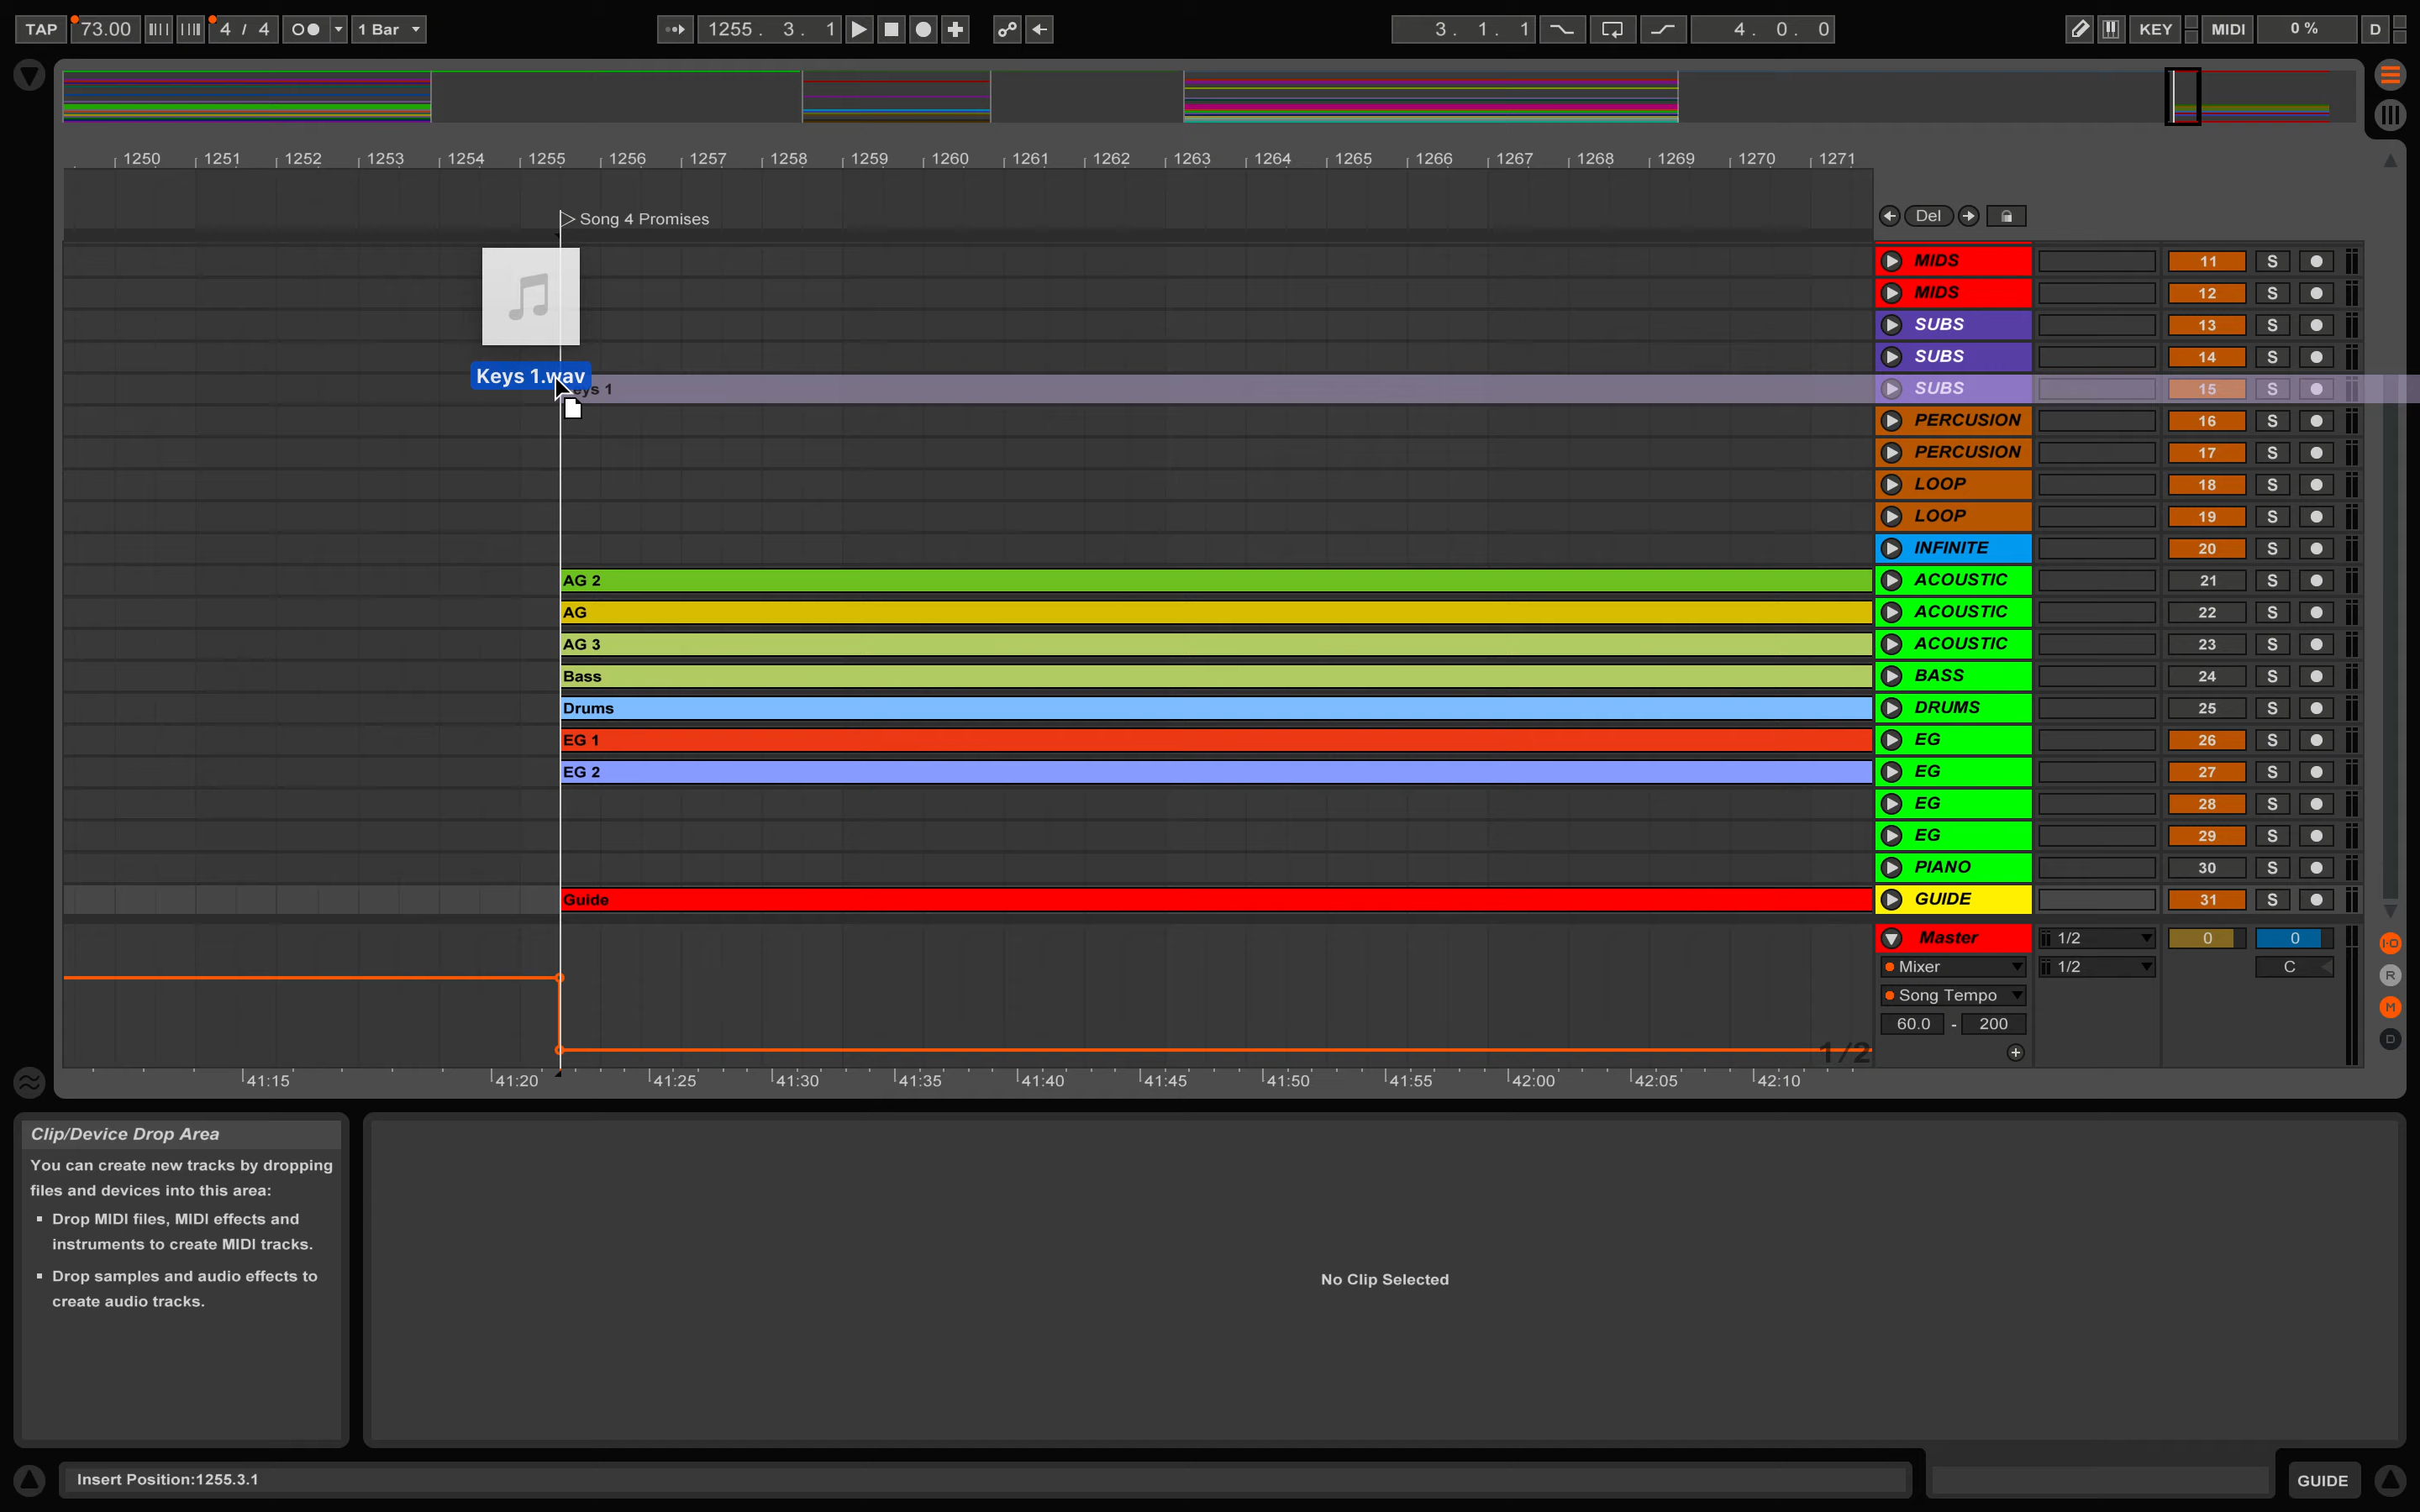 TAP 73.00 4 / 4 1 Bar 1255. 3. 1 3. 1. 1 4. 0. 0 KEY MIDI 0 % D
1250 1251 1252 1253 1254 1255 1256 1257 1258 1259 1260 1261 1262 1263 1264 1265 1266 1267 1268 1269 1270 1271
Song 4 Promises Del
MIDS 11 S
MIDS 12 S
SUBS 13 S
SUBS 14 S
Keys 1.wav
SUBS 15 S
PERCUSION 16 S
PERCUSION 17 S
LOOP 18 S
LOOP 19 S
INFINITE 20 S
AG 2 ACOUSTIC 21 S
AG ACOUSTIC 22 S
AG 3 ACOUSTIC 23 S
Bass BASS 24 S
Drums DRUMS 25 S
EG 1 EG 26 S
EG 2 EG 27 S
EG 28 S
EG 29 S
PIANO 30 S
Guide GUIDE 31 S
Master 1/2 0 0
I·O
Mixer 1/2 C
R
Song Tempo
M
60.0 - 200
D
1/2
41:15 41:20 41:25 41:30 41:35 41:40 41:45 41:50 41:55 42:00 42:05 42:10
Clip/Device Drop Area
You can create new tracks by dropping
files and devices into this area:
Drop MIDI files, MIDI effects and
instruments to create MIDI tracks.
Drop samples and audio effects to
create audio tracks.
No Clip Selected
Insert Position:1255.3.1
GUIDE